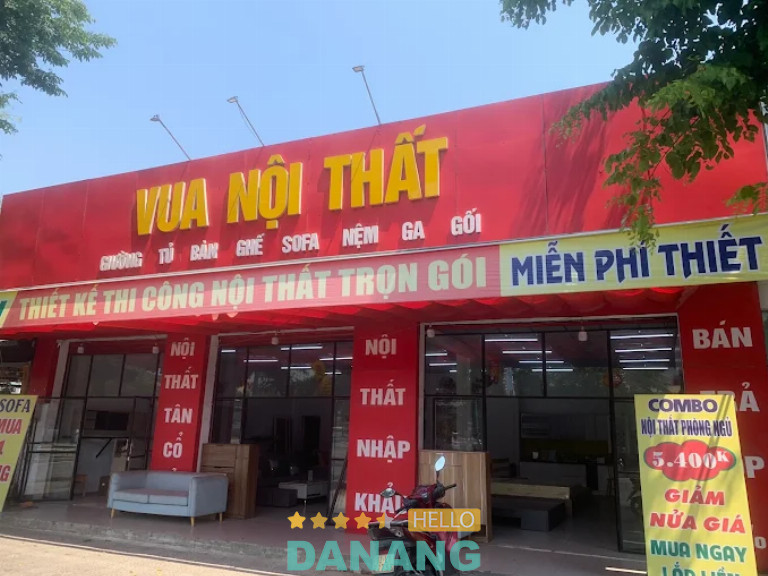 VUA NỘI THẤT
GIƯỜNG TỦ BÀN GHẾ SOFA NỆM GA GỐI
THIẾT KẾ THI CÔNG NỘI THẤT TRỌN GÓI
MIỄN PHÍ THIẾT
NỘI
THẤT
TÂN
CỔ
NỘI
THẤT
NHẬP
KHẨU
BÁN
SOFA
MUA
COMBO
NỘI THẤT PHÒNG NGỦ
5.400K
GIẢM
NỬA GIÁ
MUA NGAY
LẮP LIỀN
HELLO
DANANG